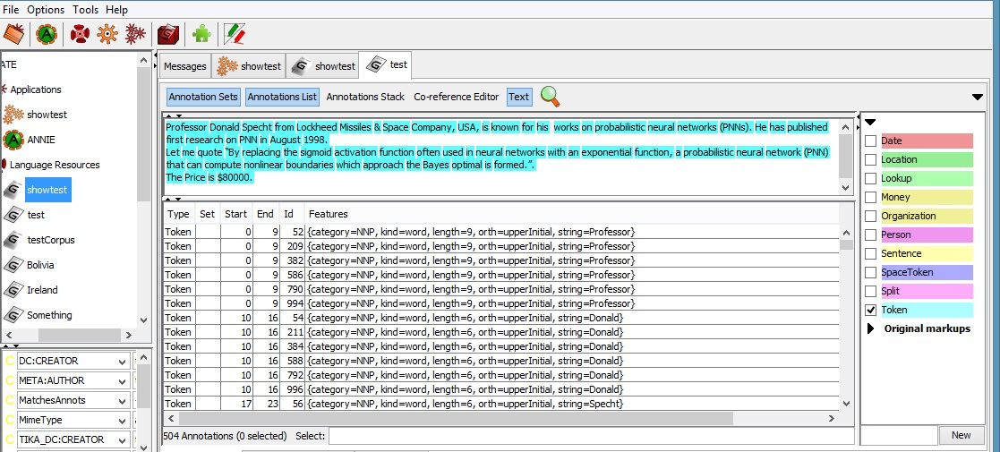 File Options Tools Help
Messages showtest showtest test
ATE
Applications
showtest
ANNIE
Language Resources
showtest
test
testCorpus
Bolivia
Ireland
Something
C DC:CREATOR
C META:AUTHOR
C MatchesAnnots
C MimeType
C TIKA_DC:CREATOR
Annotation Sets Annotations List Annotations Stack Co-reference Editor Text
Professor Donald Specht from Lockheed Missiles & Space Company, USA, is known for his works on probabilistic neural networks (PNNs). He has published
first research on PNN in August 1998.
Let me quote "By replacing the sigmoid activation function often used in neural networks with an exponential function, a probabilistic neural network (PNN)
that can compute nonlinear boundaries which approach the Bayes optimal is formed.".
The Price is $80000.
Type Set Start End Id Features
Token 0 9 52 {category=NNP, kind=word, length=9, orth=upperInitial, string=Professor}
Token 0 9 209 {category=NNP, kind=word, length=9, orth=upperInitial, string=Professor}
Token 0 9 382 {category=NNP, kind=word, length=9, orth=upperInitial, string=Professor}
Token 0 9 586 {category=NNP, kind=word, length=9, orth=upperInitial, string=Professor}
Token 0 9 790 {category=NNP, kind=word, length=9, orth=upperInitial, string=Professor}
Token 0 9 994 {category=NNP, kind=word, length=9, orth=upperInitial, string=Professor}
Token 10 16 54 {category=NNP, kind=word, length=6, orth=upperInitial, string=Donald}
Token 10 16 211 {category=NNP, kind=word, length=6, orth=upperInitial, string=Donald}
Token 10 16 384 {category=NNP, kind=word, length=6, orth=upperInitial, string=Donald}
Token 10 16 588 {category=NNP, kind=word, length=6, orth=upperInitial, string=Donald}
Token 10 16 792 {category=NNP, kind=word, length=6, orth=upperInitial, string=Donald}
Token 10 16 996 {category=NNP, kind=word, length=6, orth=upperInitial, string=Donald}
Token 17 23 56 {category=NNP, kind=word, length=6, orth=upperInitial, string=Specht}
504 Annotations (0 selected) Select:
Date
Location
Lookup
Money
Organization
Person
Sentence
SpaceToken
Split
Token
Original markups
New